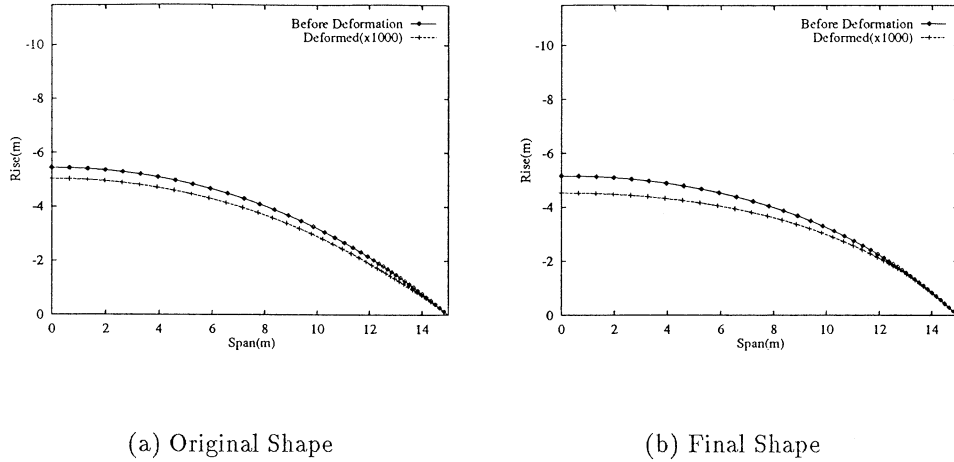 Before Deformation
Deformed(x1000)
-10
-8
-6
-4
-2
0
Rise(m)
0 2 4 6 8 10 12 14
Span(m)
(a) Original Shape
Before Deformation
Deformed(x1000)
-10
-8
-6
-4
-2
0
Rise(m)
0 2 4 6 8 10 12 14
Span(m)
(b) Final Shape